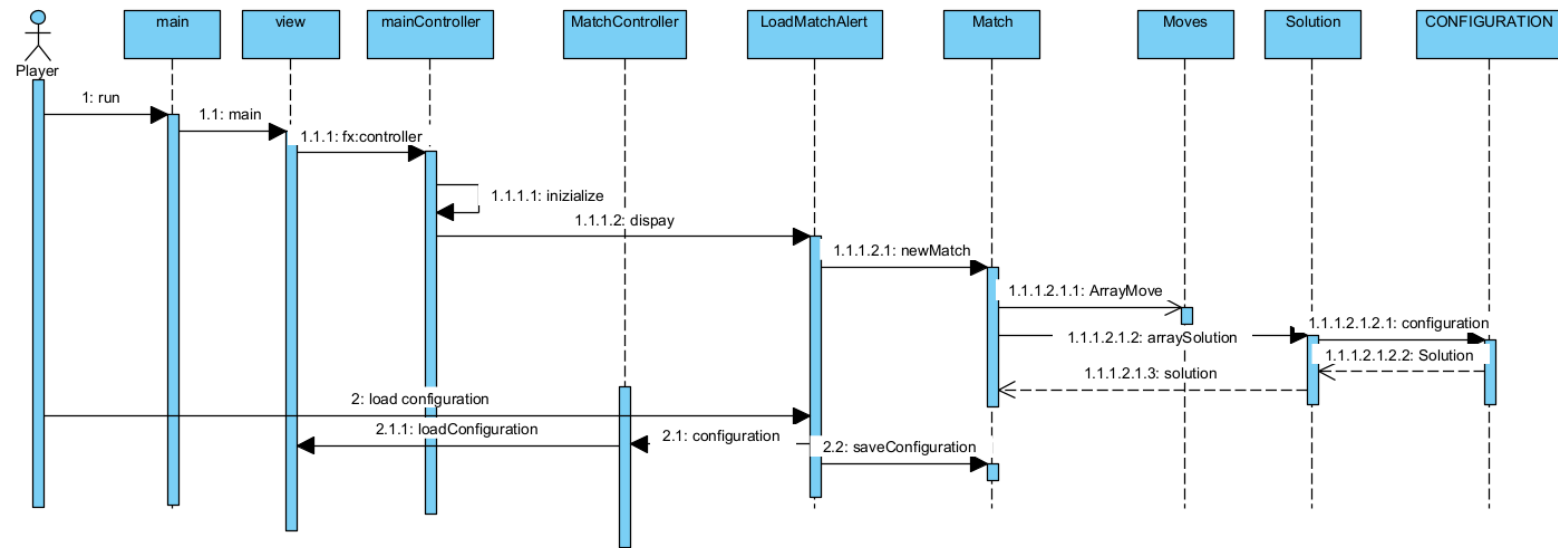 main
view
mainController
MatchController
LoadMatchAlert
Match
Moves
Solution
CONFIGURATION
Player
1: run
1.1: main
1.1.1: fx:controller
1.1.1.1: inizialize
1.1.1.2: dispay
1.1.1.2.1: newMatch
1.1.1.2.1.1: ArrayMove
1.1.1.2.1.2.1: configuration
1.1.1.2.1.2: arraySolution
1.1.1.2.1.2.2: Solution
1.1.1.2.1.3: solution
2: load configuration
2.1.1: loadConfiguration
2.1: configuration
2.2: saveConfiguration